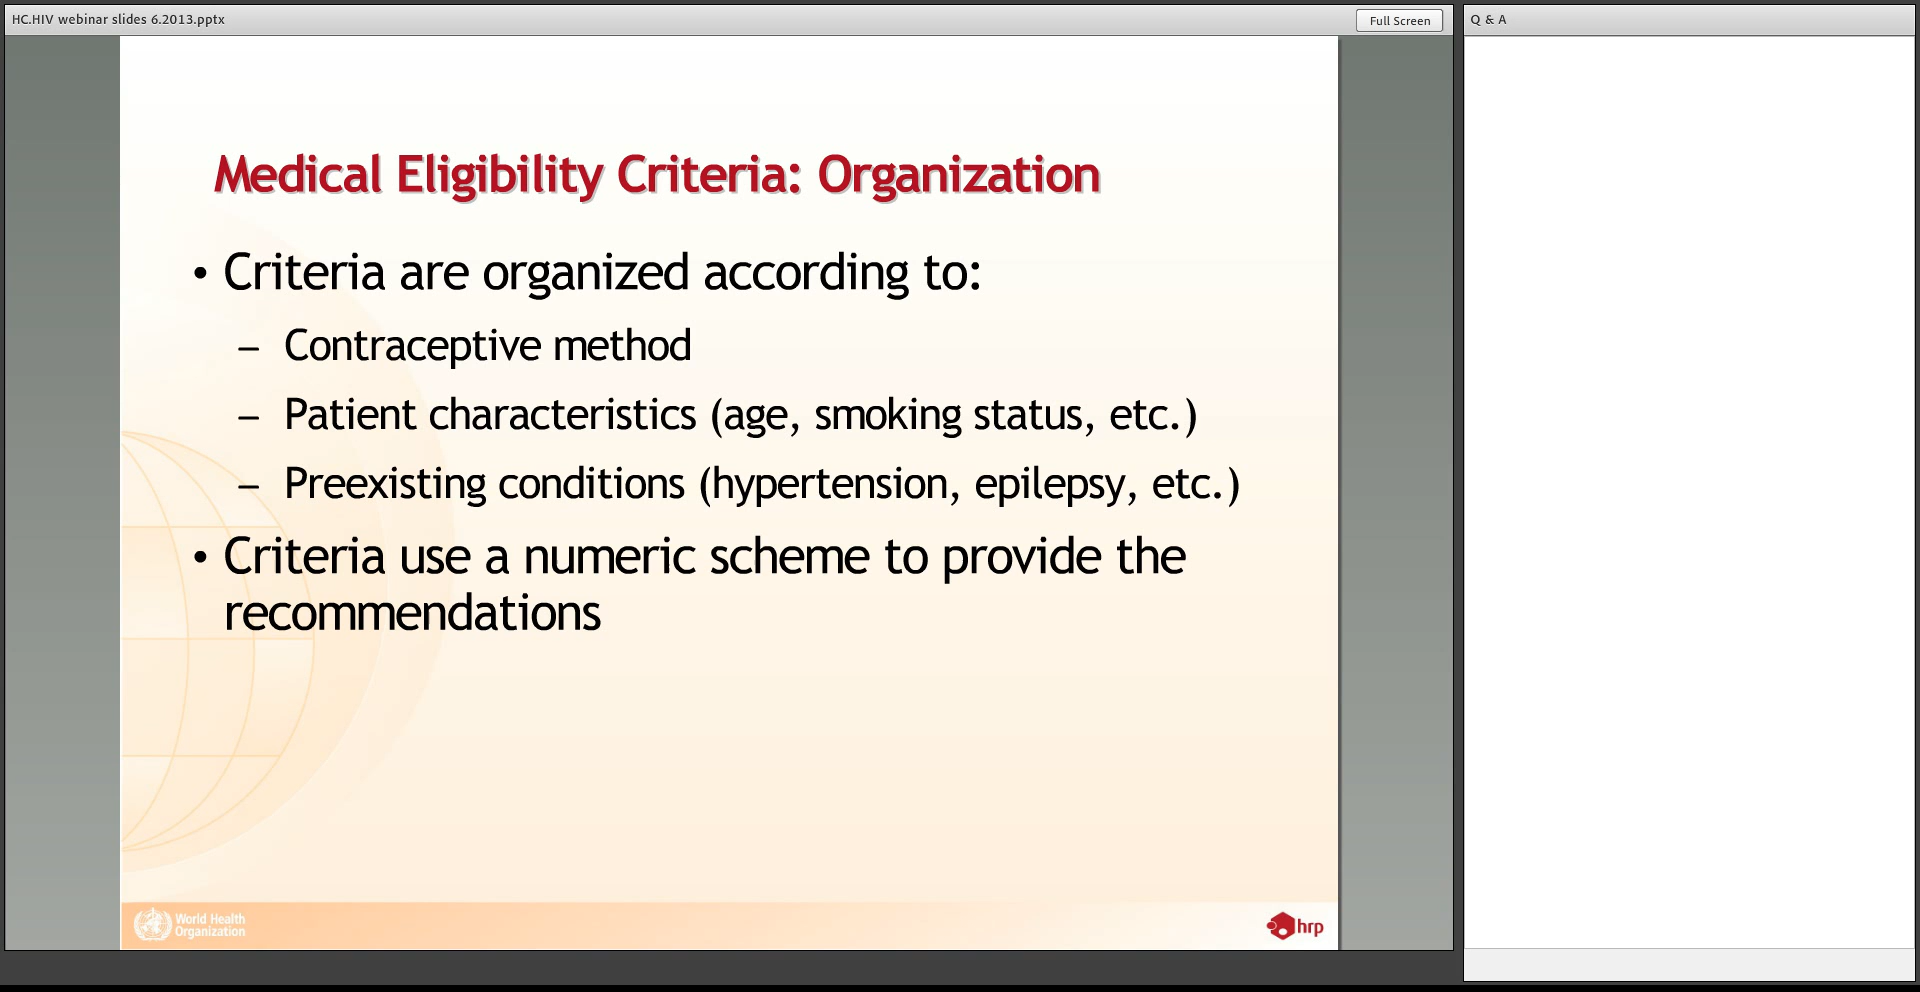 HC.HIV webinar slides 6.2013.pptx
Full Screen
Q & A
Medical Eligibility Criteria: Organization
• Criteria are organized according to:
– Contraceptive method
– Patient characteristics (age, smoking status, etc.)
– Preexisting conditions (hypertension, epilepsy, etc.)
• Criteria use a numeric scheme to provide the
recommendations
World Health
Organization
hrp